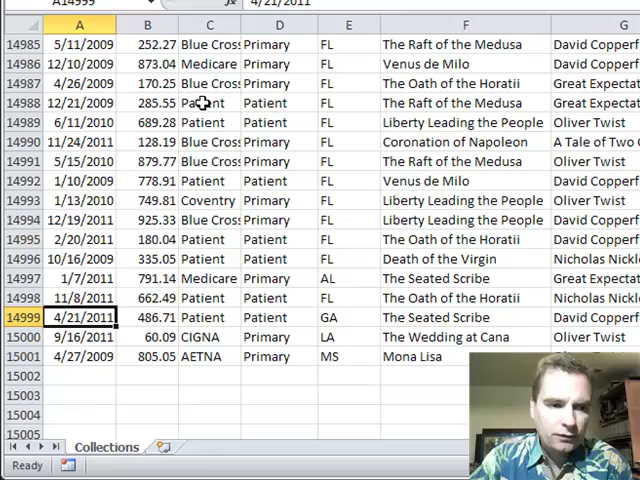 A14999 fx 4/21/2011
A B C D E F G
14985 5/11/2009 252.27 Blue Cross Primary FL The Raft of the Medusa David Copperf
14986 12/10/2009 873.04 Medicare Primary FL Venus de Milo David Copperf
14987 4/26/2009 170.25 Blue Cross Primary FL The Oath of the Horatii Great Expectat
14988 12/21/2009 285.55 Patient Patient FL The Raft of the Medusa Great Expectat
14989 6/11/2010 689.28 Patient Patient FL Liberty Leading the People Oliver Twist
14990 11/24/2011 128.19 Blue Cross Primary FL Coronation of Napoleon A Tale of Two C
14991 5/15/2010 879.77 Blue Cross Primary FL The Raft of the Medusa Oliver Twist
14992 1/10/2009 778.91 Patient Patient FL Venus de Milo David Copperf
14993 1/13/2010 749.81 Coventry Primary FL Liberty Leading the People Oliver Twist
14994 12/19/2011 925.33 Blue Cross Primary FL Liberty Leading the People David Copperf
14995 2/20/2011 180.04 Patient Patient FL The Oath of the Horatii David Copperf
14996 10/16/2009 335.05 Patient Patient FL Death of the Virgin Nicholas Nickle
14997 1/7/2011 791.14 Medicare Primary AL The Seated Scribe Great Expectat
14998 11/8/2011 662.49 Patient Patient FL The Oath of the Horatii Nicholas Nickle
14999 4/21/2011 486.71 Patient Patient GA The Seated Scribe David Copperf
15000 9/16/2011 60.09 CIGNA Primary LA The Wedding at Cana Oliver Twist
15001 4/27/2009 805.05 AETNA Primary MS Mona Lisa
15002
15003
15004
15005
Collections
Ready